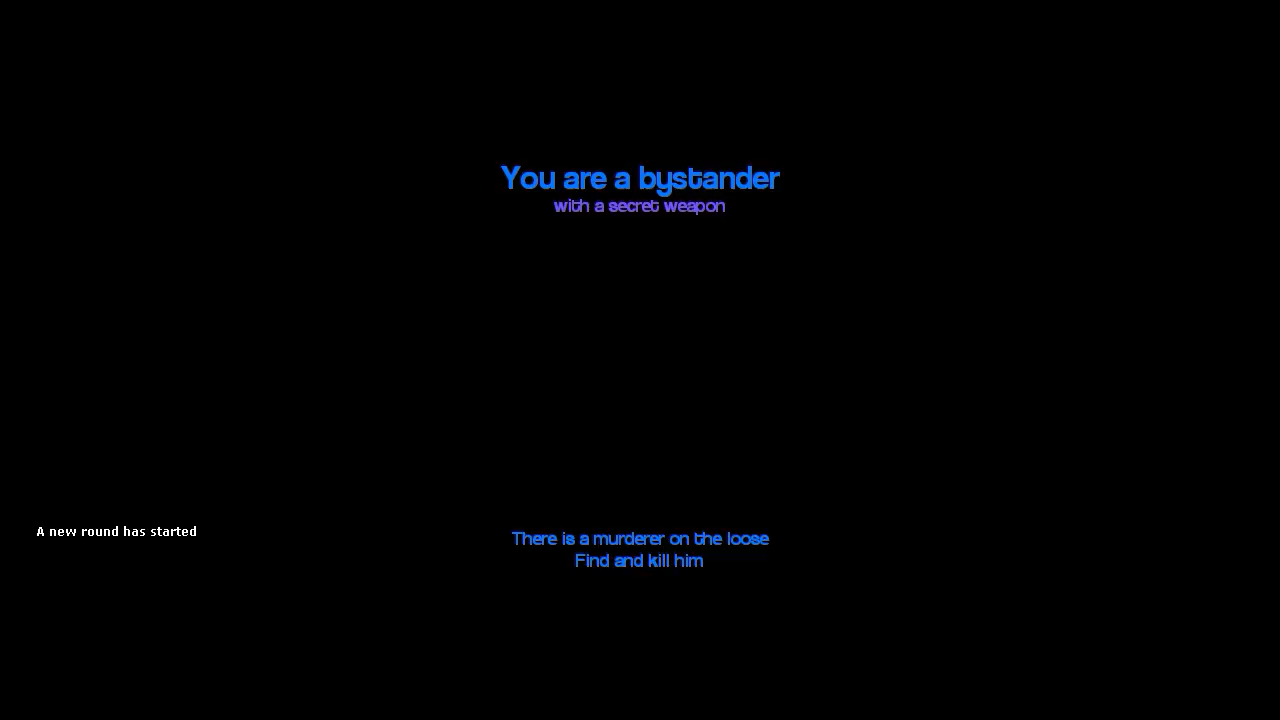 You are a bystander
with a secret weapon
A new round has started
There is a murderer on the loose
Find and kill him